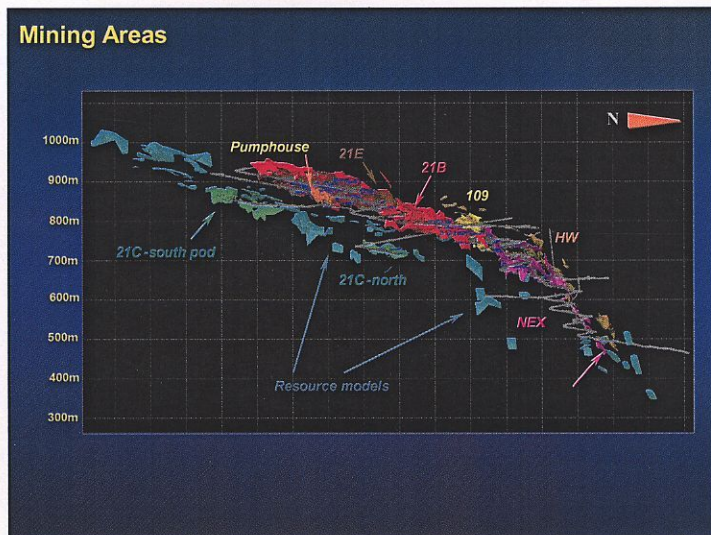 Mining Areas
N
1000m
900m
800m
700m
600m
500m
400m
300m
Pumphouse
21E
21B
109
HW
21C-south pod
21C-north
NEX
Resource models